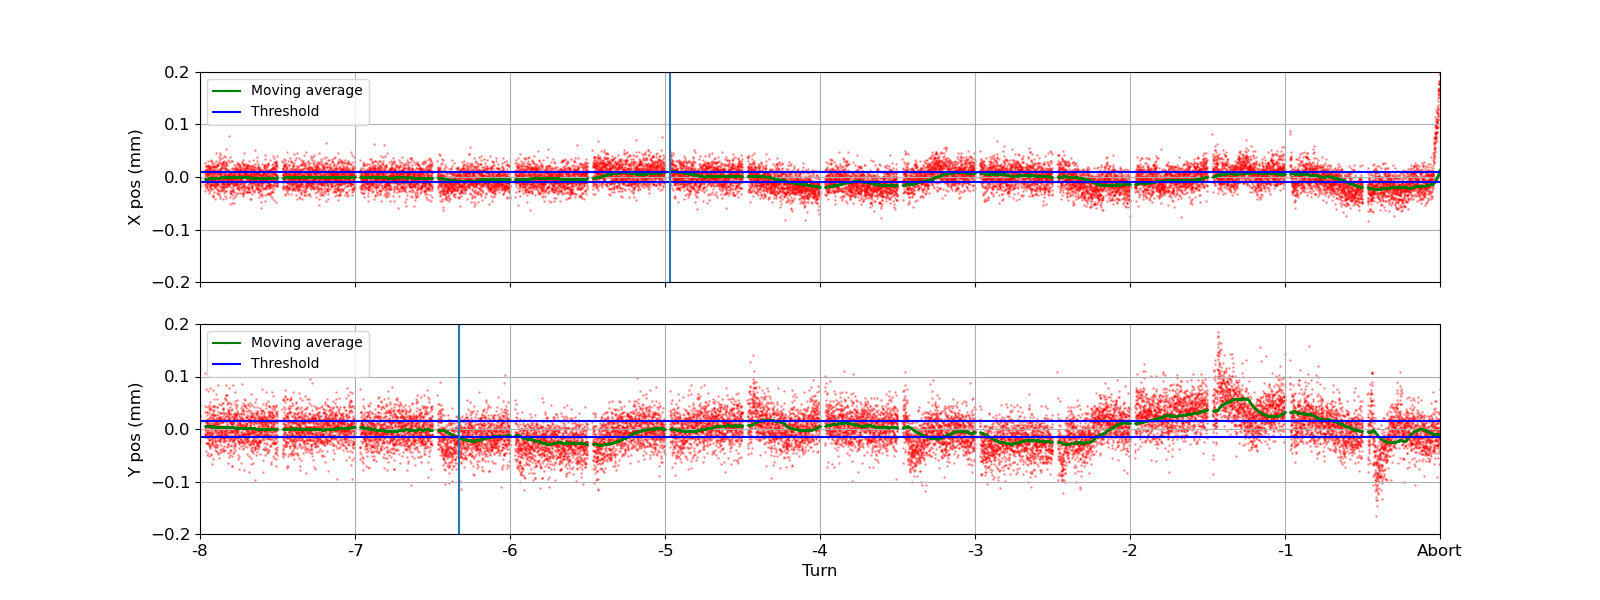 0.2
0.1
0.0
−0.1
−0.2
X pos (mm)
Moving average
Threshold
0.2
0.1
0.0
−0.1
−0.2
Y pos (mm)
Moving average
Threshold
-8 -7 -6 -5 -4 -3 -2 -1 Abort
Turn